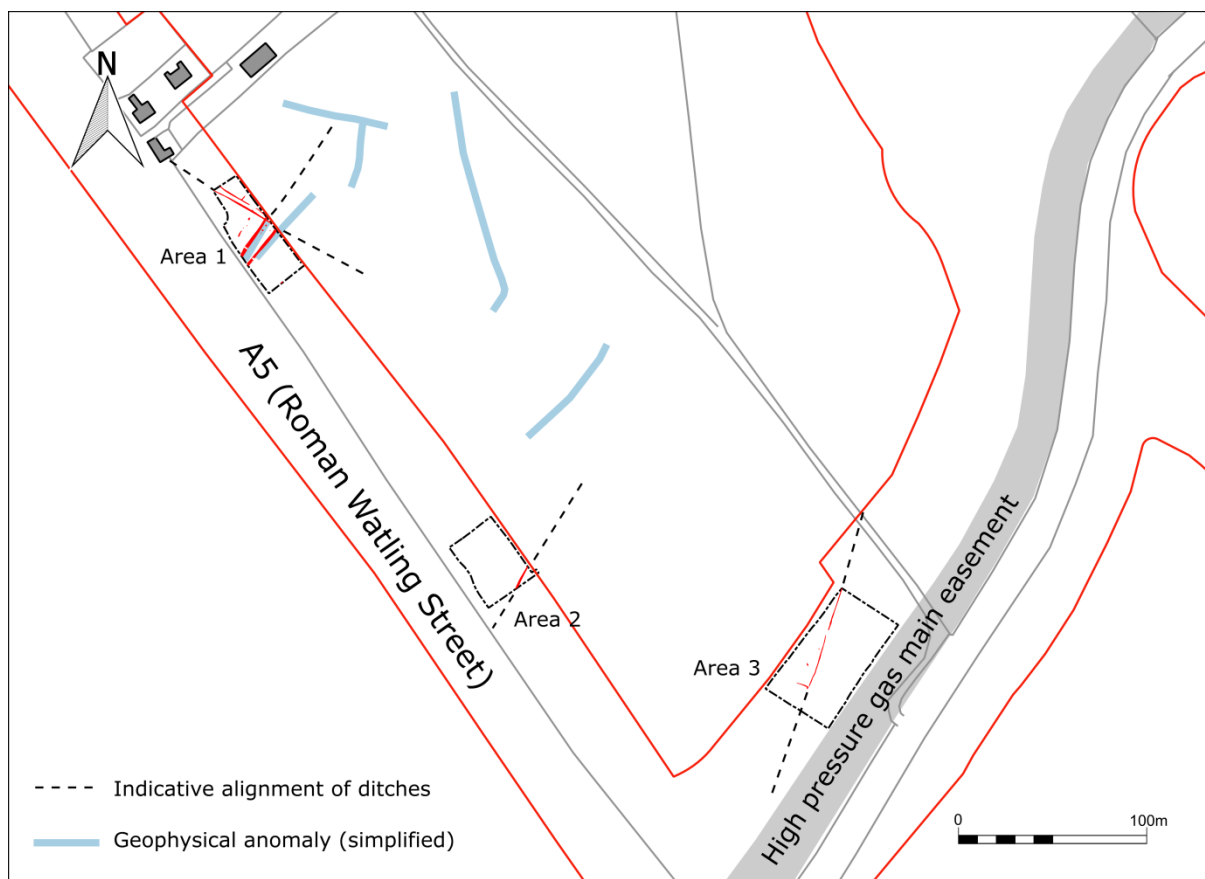 N
Area 1
A5 (Roman Watling Street)
Area 2
Area 3
High pressure gas main easement
Indicative alignment of ditches
Geophysical anomaly (simplified)
0 100m